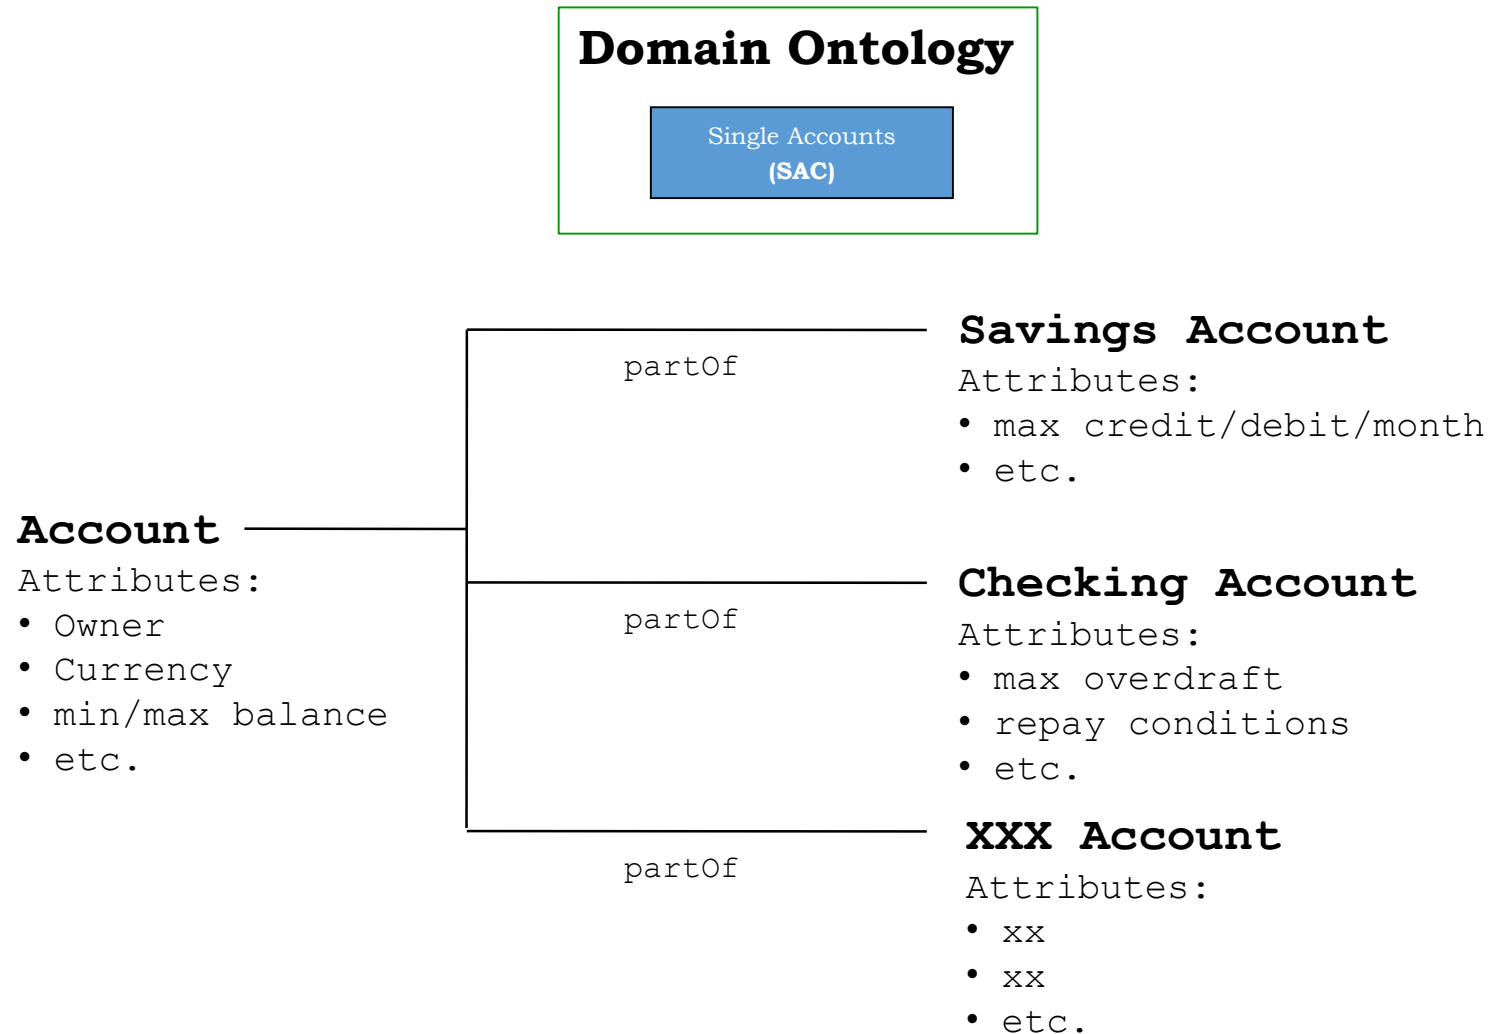 Domain Ontology
Single Accounts
(SAC)
Account
Attributes:
• Owner
• Currency
• min/max balance
• etc.
partOf
Savings Account
Attributes:
• max credit/debit/month
• etc.
partOf
Checking Account
Attributes:
• max overdraft
• repay conditions
• etc.
partOf
XXX Account
Attributes:
• xx
• xx
• etc.